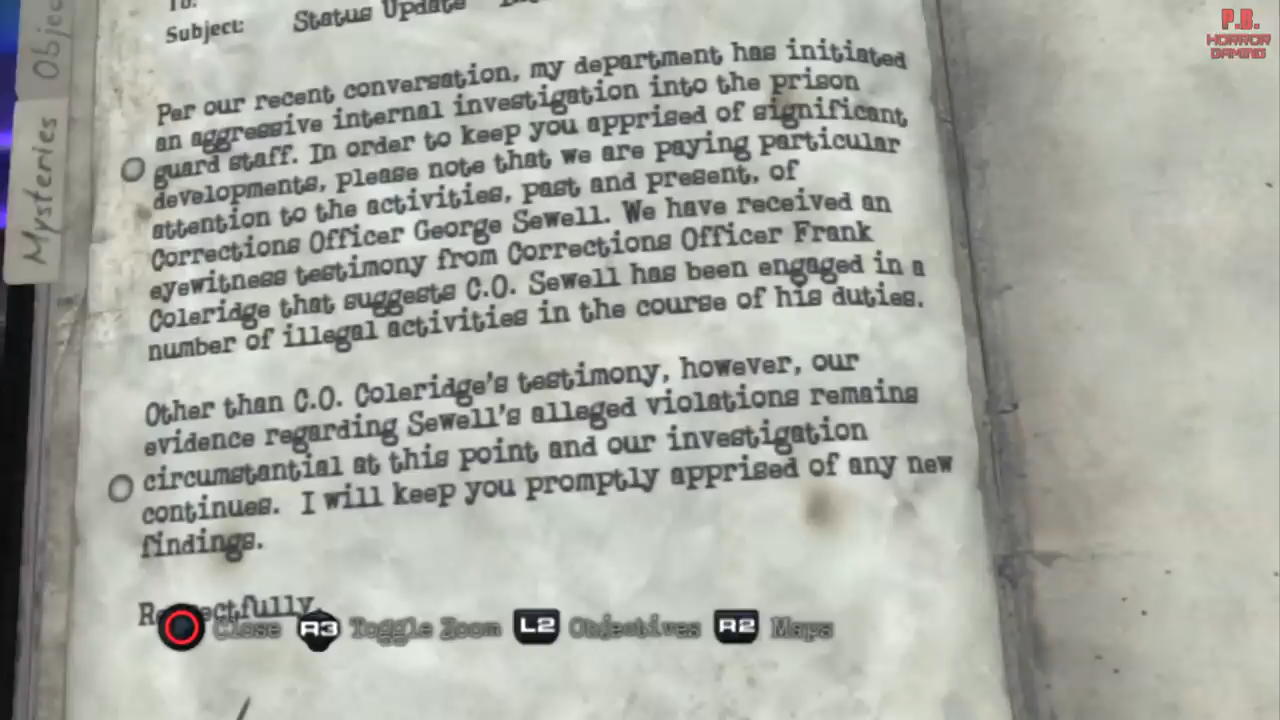 To:
Subject: Status Update
Per our recent conversation, my department has initiated
an aggressive internal investigation into the prison
guard staff. In order to keep you apprised of significant
developments, please note that we are paying particular
attention to the activities, past and present, of
Corrections Officer George Sewell. We have received an
eyewitness testimony from Corrections Officer Frank
Coleridge that suggests C.O. Sewell has been engaged in a
number of illegal activities in the course of his duties.
Other than C.O. Coleridge's testimony, however, our
evidence regarding Sewell's alleged violations remains
circumstantial at this point and our investigation
continues. I will keep you promptly apprised of any new
findings.
Respectfully,
Close R3 Toggle Zoom L2 Objectives R2 Maps
Mysteries
Objec
P.B.
HORROR
GAMING